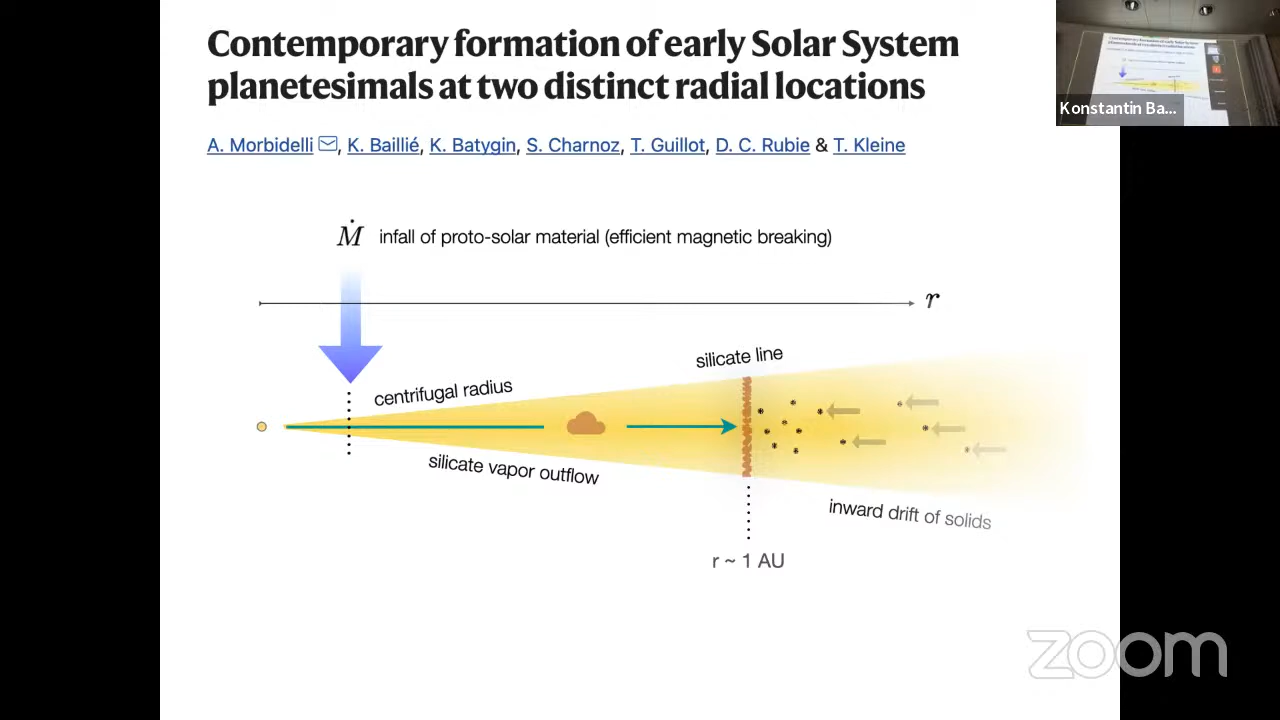 Contemporary formation of early Solar System
planetesimals at two distinct radial locations
A. Morbidelli, K. Baillié, K. Batygin, S. Charnoz, T. Guillot, D. C. Rubie & T. Kleine
Ṁ infall of proto-solar material (efficient magnetic breaking)
r
silicate line
centrifugal radius
silicate vapor outflow
inward drift of solids
r ~ 1 AU
Konstantin Ba...
zoom